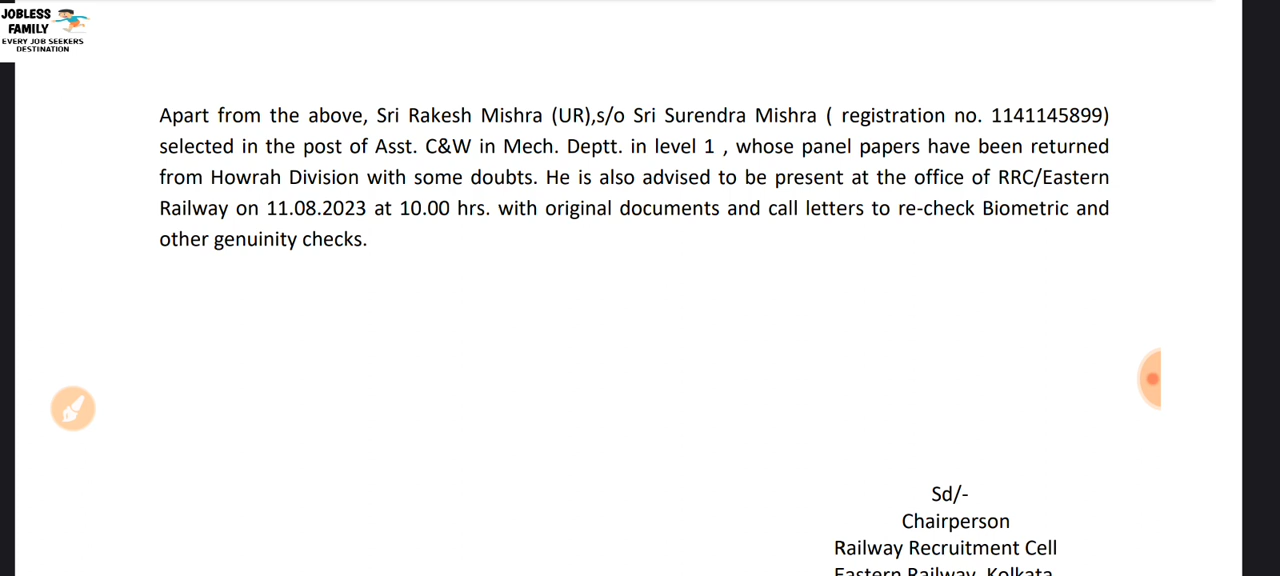 JOBLESS
FAMILY
EVERY JOB SEEKERS
DESTINATION
Apart from the above, Sri Rakesh Mishra (UR),s/o Sri Surendra Mishra ( registration no. 1141145899)
selected in the post of Asst. C&W in Mech. Deptt. in level 1 , whose panel papers have been returned
from Howrah Division with some doubts. He is also advised to be present at the office of RRC/Eastern
Railway on 11.08.2023 at 10.00 hrs. with original documents and call letters to re-check Biometric and
other genuinity checks.
Sd/-
Chairperson
Railway Recruitment Cell
Eastern Railway, Kolkata